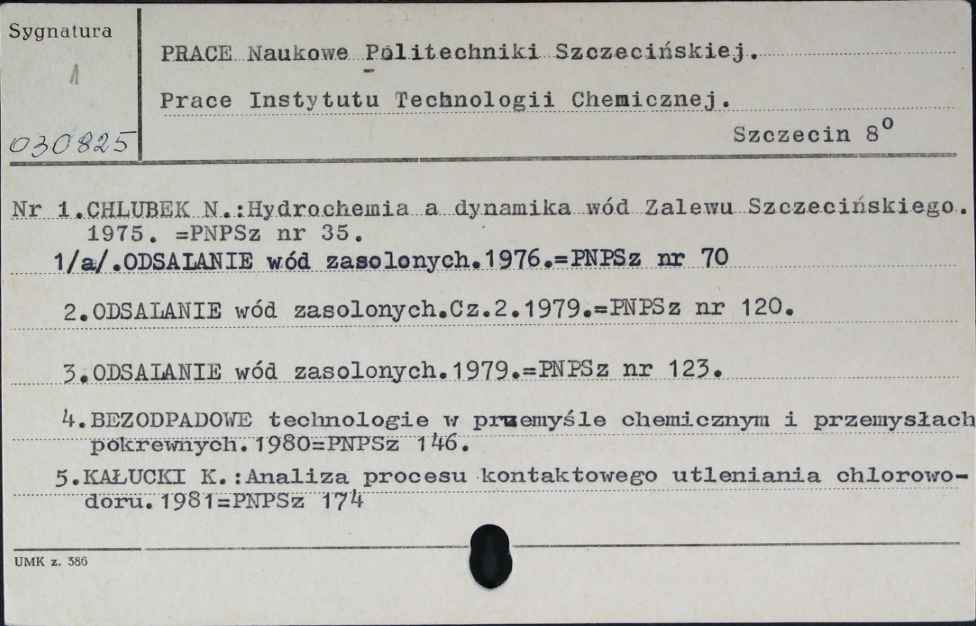 Sygnatura
1
030825
PRACE Naukowe Politechniki Szczecińskiej.
Prace Instytutu Technologii Chemicznej.
Szczecin 8⁰
Nr 1.CHLUBEK N.:Hydrochemia a dynamika wód Zalewu Szczecińskiego.
1975. =PNPSz nr 35.
1/a/.ODSALANIE wód zasolonych.1976.=PNPSz nr 70
2.ODSALANIE wód zasolonych.Cz.2.1979.=PNPSz nr 120.
3.ODSALANIE wód zasolonych.1979.=PNPSz nr 123.
4.BEZODPADOWE technologie w przemyśle chemicznym i przemysłach
pokrewnych.1980=PNPSz 146.
5.KAŁUCKI K.:Analiza procesu kontaktowego utleniania chlorowo-
doru.1981=PNPSz 174
UMK z. 386